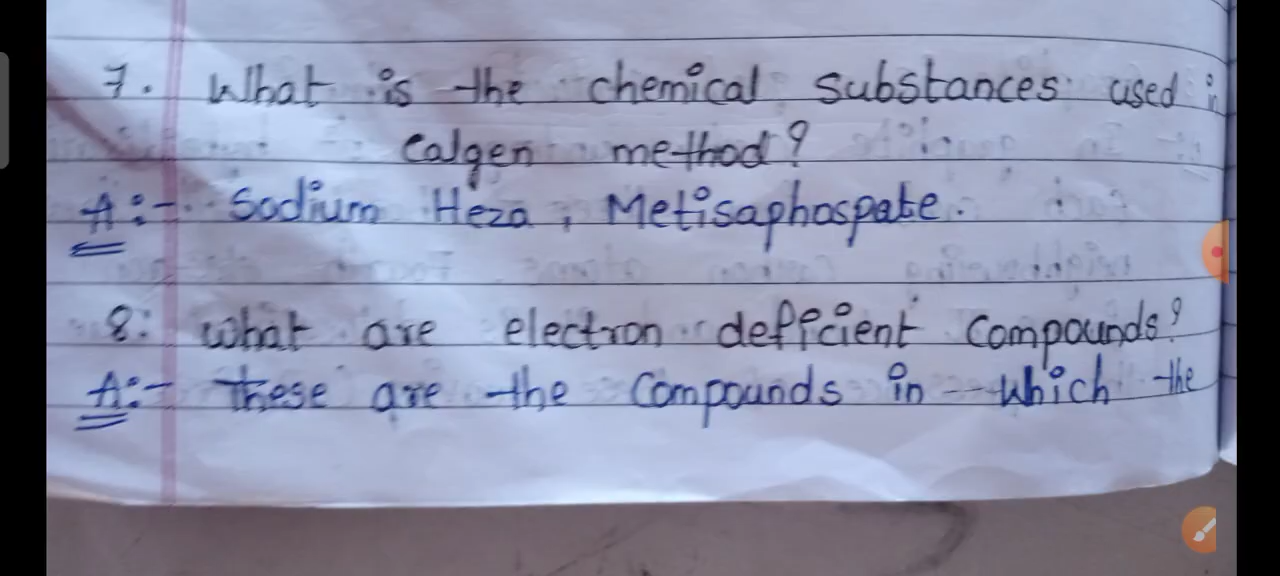 7. What is the chemical substances used in
Calgen method?
A:- Sodium Heza, Metisaphospate.
8. What are electron defficient Compounds?
A:- These are the Compounds in which the